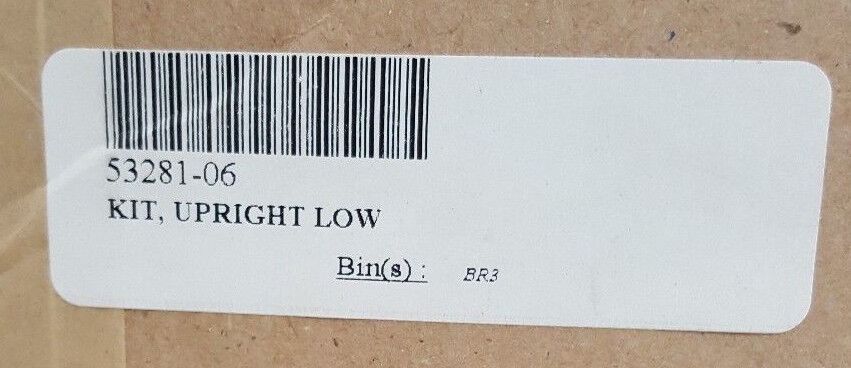 53281-06
KIT, UPRIGHT LOW
Bin(s) : BR3